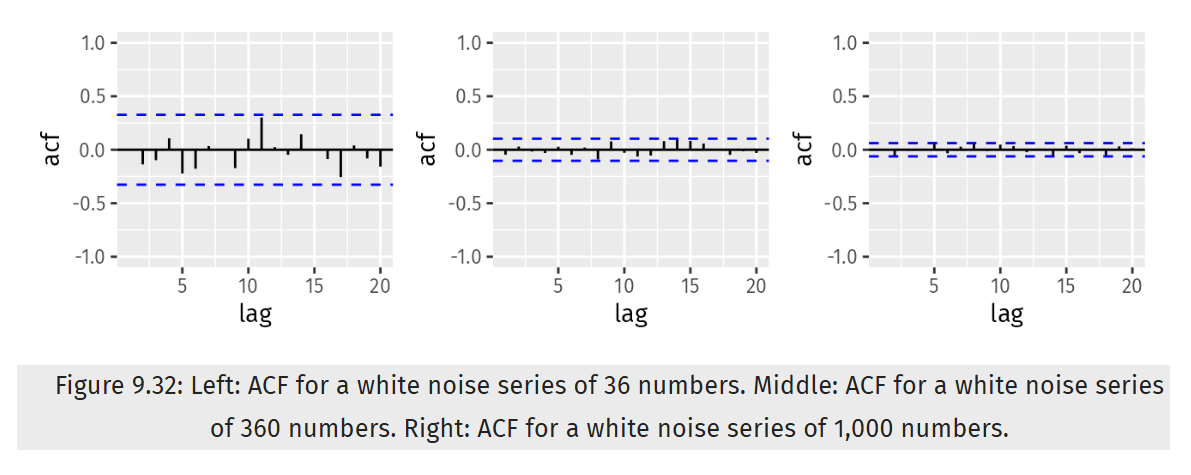 1.0
0.5
0.0
-0.5
-1.0
acf
5 10 15 20
lag
1.0
0.5
0.0
-0.5
-1.0
acf
5 10 15 20
lag
1.0
0.5
0.0
-0.5
-1.0
acf
5 10 15 20
lag
Figure 9.32: Left: ACF for a white noise series of 36 numbers. Middle: ACF for a white noise series
of 360 numbers. Right: ACF for a white noise series of 1,000 numbers.